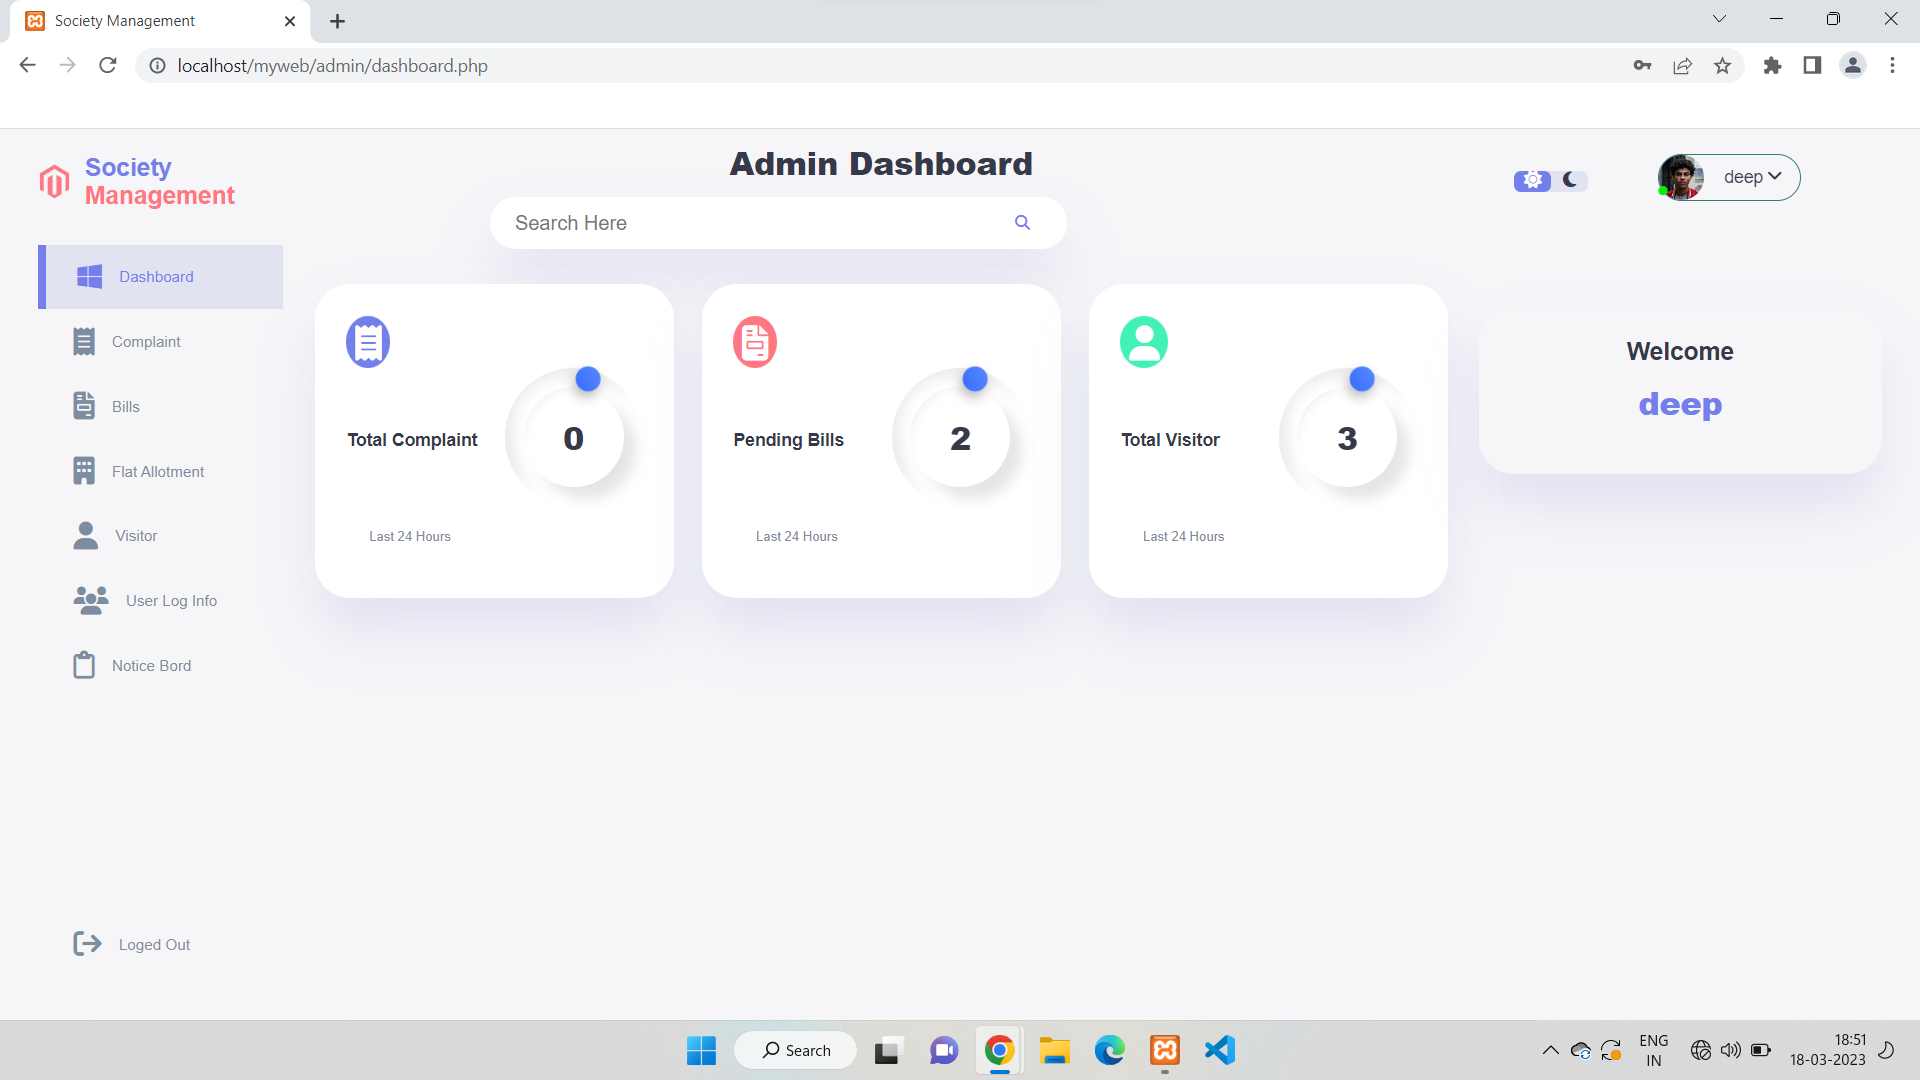 Society Management
localhost/myweb/admin/dashboard.php
Society
Management
Admin Dashboard
Search Here
deep
Dashboard
Complaint
Bills
Flat Allotment
Visitor
User Log Info
Notice Bord
Loged Out
Total Complaint
0
Last 24 Hours
Pending Bills
2
Last 24 Hours
Total Visitor
3
Last 24 Hours
Welcome
deep
Search
ENG
IN
18:51
18-03-2023